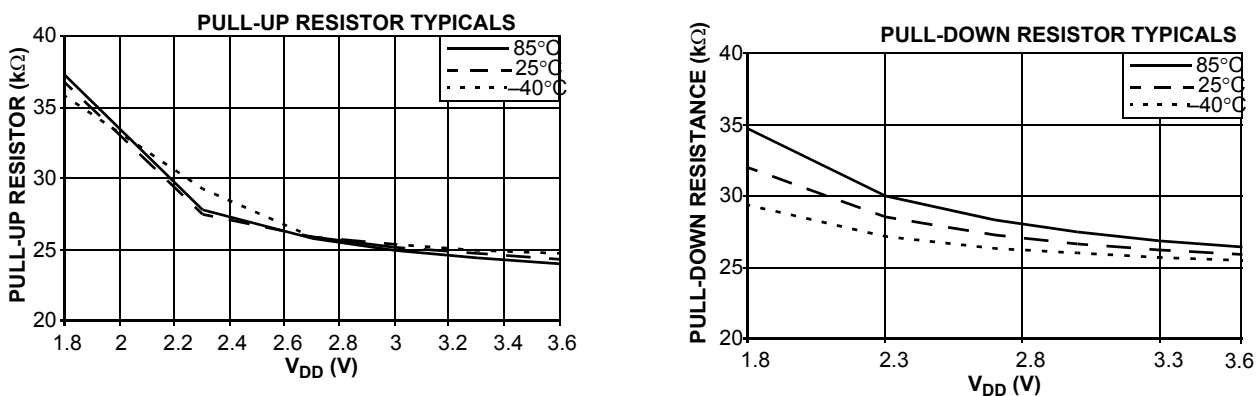 PULL-UP RESISTOR TYPICALS
PULL-UP RESISTOR (kΩ)
40
35
30
25
20
85°C
25°C
–40°C
1.8 2 2.2 2.4 2.6 2.8 3 3.2 3.4 3.6
VDD (V)
PULL-DOWN RESISTOR TYPICALS
PULL-DOWN RESISTANCE (kΩ)
40
35
30
25
20
85°C
25°C
–40°C
1.8 2.3 2.8 3.3 3.6
VDD (V)